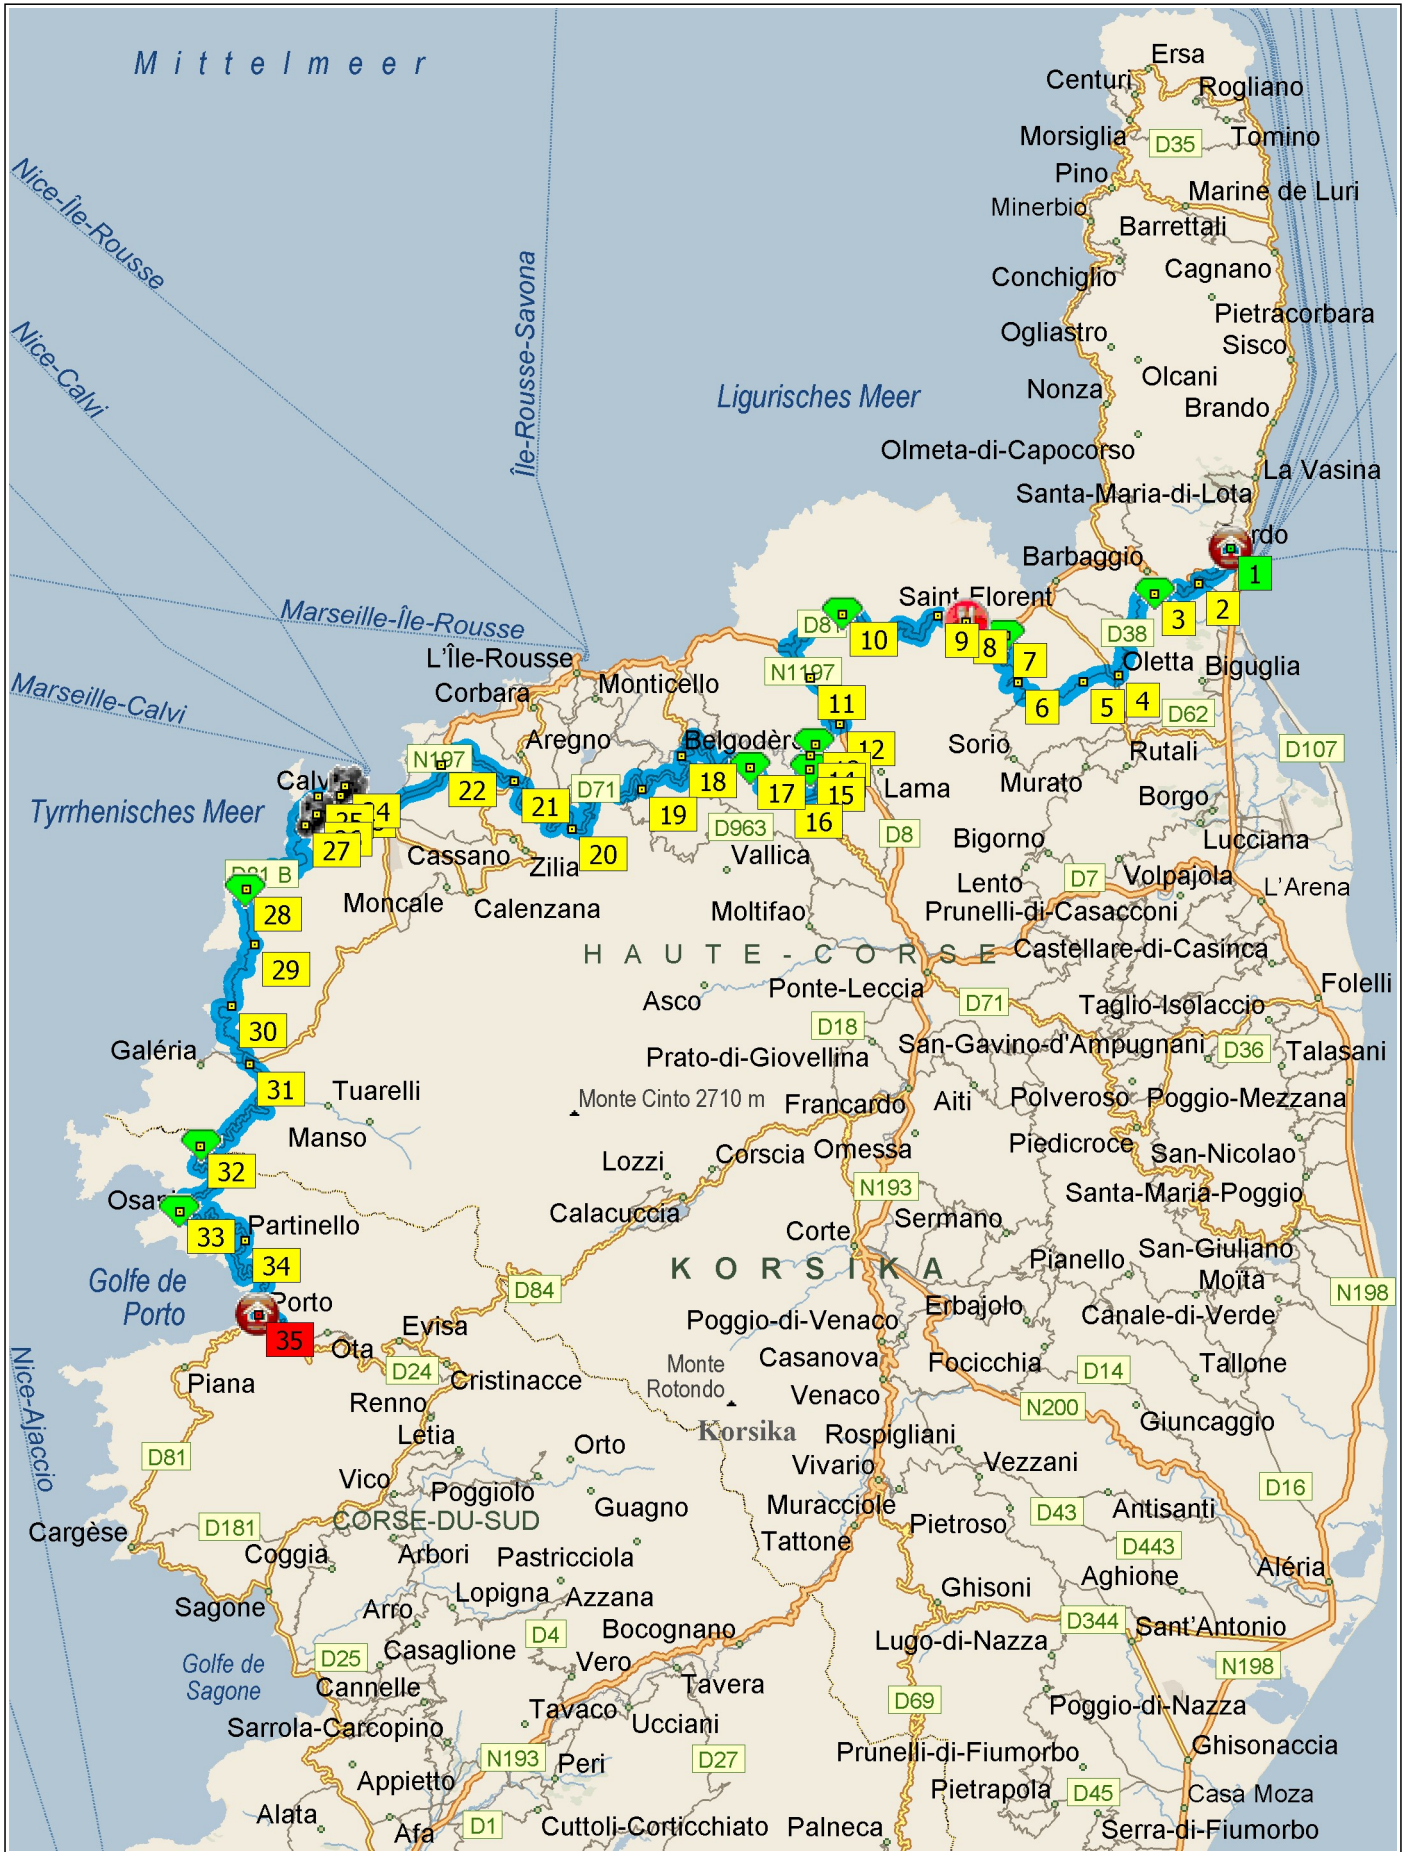 Mittelmeer
Ersa
Centuri
Rogliano
Morsiglia
D35
Tomino
Pino
Marine de Luri
Minerbio
Barrettali
Nice-Île-Rousse
Conchiglio
Cagnano
Île-Rousse-Savona
Pietracorbara
Ogliastro
Sisco
Nice-Calvi
Olcani
Ligurisches Meer
Nonza
Brando
Olmeta-di-Capocorso
La Vasina
Santa-Maria-di-Lota
rdo
Barbaggio
1
Marseille-Île-Rousse
Saint Florent
2
3
D81
10
9
8
7
D38
L'Île-Rousse
N1197
Oletta
Biguglia
Marseille-Calvi
Corbara
Monticello
11
6
5
4
D62
Aregno
Belgodère
12
Sorio
Rutali
D107
N197
Calv
22
18
17
14
15
Lama
Murato
Tyrrhenisches Meer
24
21
D71
19
16
Borgo
25
D963
D8
Bigorno
Lucciana
27
Cassano
Zilia
20
Vallica
D81 B
Lento
D7
Volpajola
L'Arena
28
Moncale
Calenzana
Moltifao
Prunelli-di-Casacconi
HAUTE-CORSE
Castellare-di-Casinca
29
Asco
Ponte-Leccia
Folelli
D71
Taglio-Isolaccio
30
D18
Galéria
Prato-di-Giovellina
San-Gavino-d'Ampugnani
D36
Talasani
31
Tuarelli
Monte Cinto 2710 m
Francardo
Aiti
Polveroso
Poggio-Mezzana
Manso
Omessa
Piedicroce
San-Nicolao
32
Lozzi
Corscia
N193
Santa-Maria-Poggio
Osani
Calacuccia
Sermano
33
Partinello
Corte
Pianello
San-Giuliano
34
KORSIKA
Moïta
Golfe de
Porto
D84
N198
Porto
Erbajolo
Canale-di-Verde
35
Evisa
Poggio-di-Venaco
Ota
Casanova
Focicchia
D14
Tallone
Nice-Ajaccio
Piana
D24
Cristinacce
Monte
Rotondo
Venaco
Renno
N200
Giuncaggio
Letia
Korsika
Rospigliani
D81
Orto
Vivario
Vezzani
Vico
Poggiolo
D16
Guagno
Muracciole
D43
Antisanti
Cargèse
D181
CORSE-DU-SUD
Pietroso
Tattone
D443
Coggia
Arbori
Pastricciola
Aléria
Aghione
Sagone
Lopigna
Azzana
Ghisoni
Arro
D4
Bocognano
D344
Sant'Antonio
Golfe de
Sagone
D25
Casaglione
Lugo-di-Nazza
Vero
N198
Cannelle
Tavera
D69
Poggio-di-Nazza
Sarrola-Carcopino
Tavaco
Ucciani
N193
Peri
D27
Prunelli-di-Fiumorbo
Ghisonaccia
Appietto
Pietrapola
D45
Casa Moza
Alata
Afa
D1
Cuttoli-Corticchiato
Palneca
Serra-di-Fiumorbo